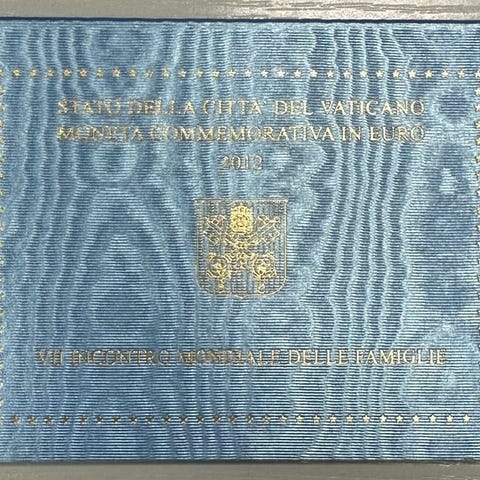 STATO DELLA CITTA' DEL VATICANO
MONETA COMMEMORATIVA IN EURO
2012
VII INCONTRO MONDIALE DELLE FAMIGLIE